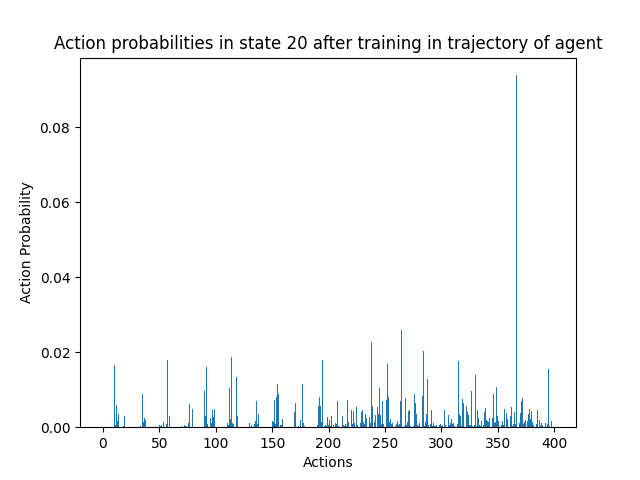 Action probabilities in state 20 after training in trajectory of agent
0.08
0.06
0.04
0.02
0.00
Action Probability
0 50 100 150 200 250 300 350 400
Actions